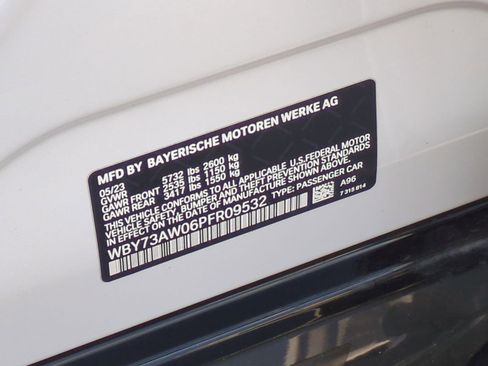 MFD BY BAYERISCHE MOTOREN WERKE AG
05/23
GVWR 5732 lbs 2600 kg
GAWR FRONT 2535 lbs 1150 kg
GAWR REAR 3417 lbs 1550 kg
THIS VEHICLE CONFORMS TO ALL APPLICABLE U.S. FEDERAL MOTOR
VEHICLE SAFETY, BUMPER AND THEFT PREVENTION STANDARDS IN
EFFECT ON THE DATE OF MANUFACTURE SHOWN ABOVE.
WBY73AW06PFR09532 TYPE: PASSENGER CAR
A96
7 315 814